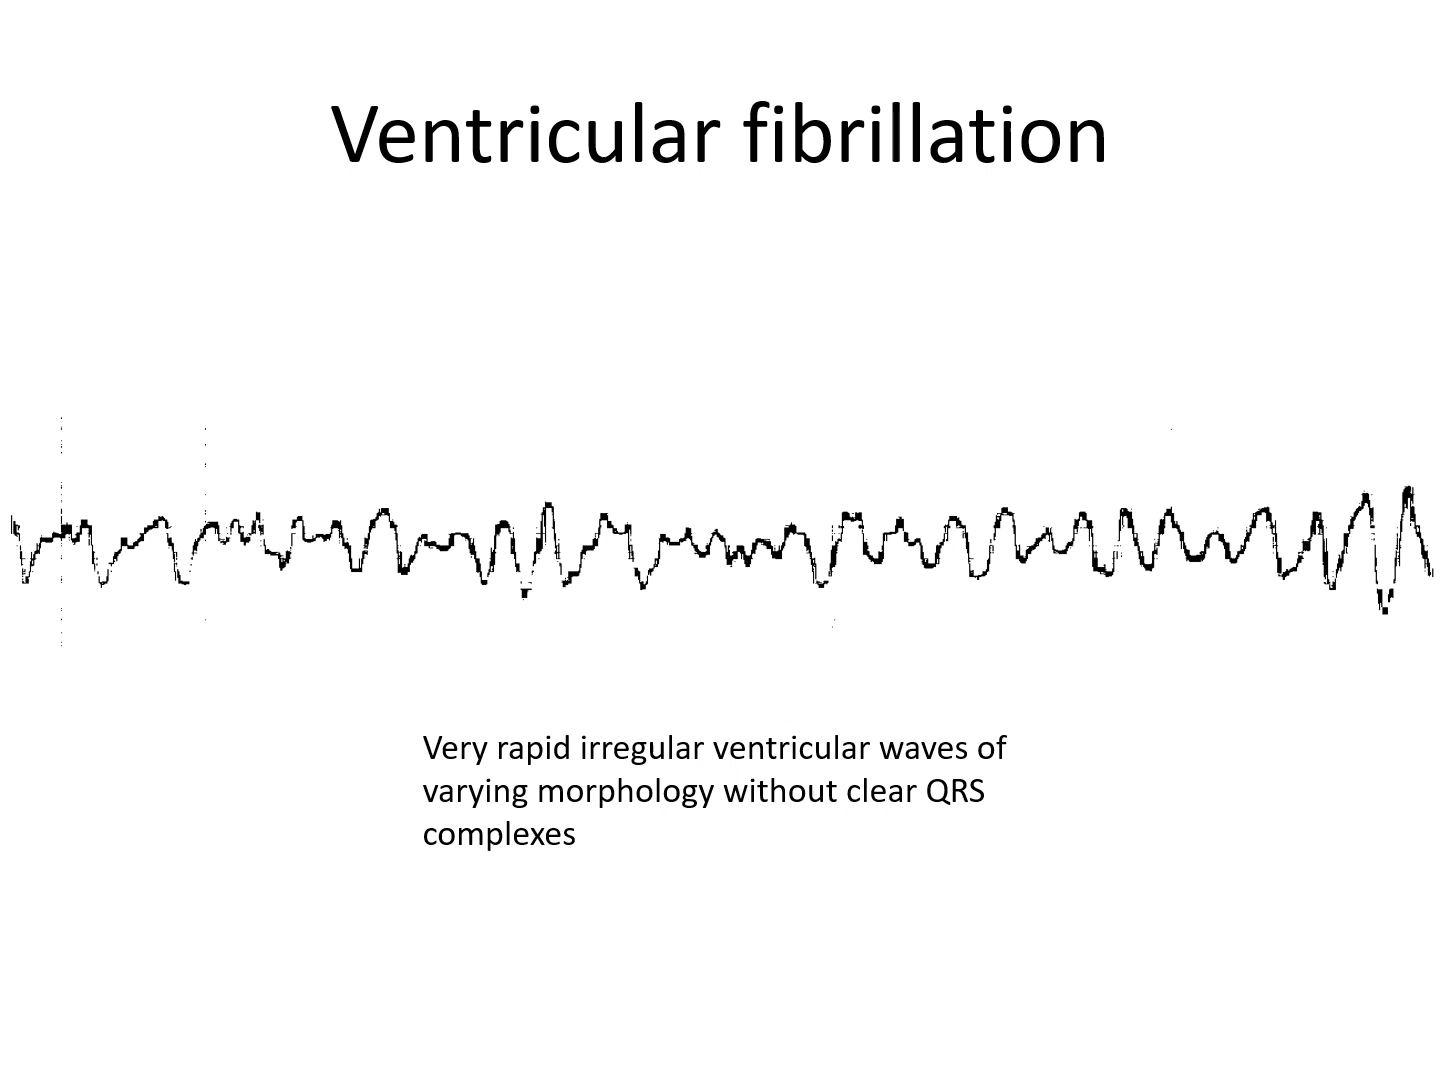 Ventricular fibrillation
Very rapid irregular ventricular waves of
varying morphology without clear QRS
complexes